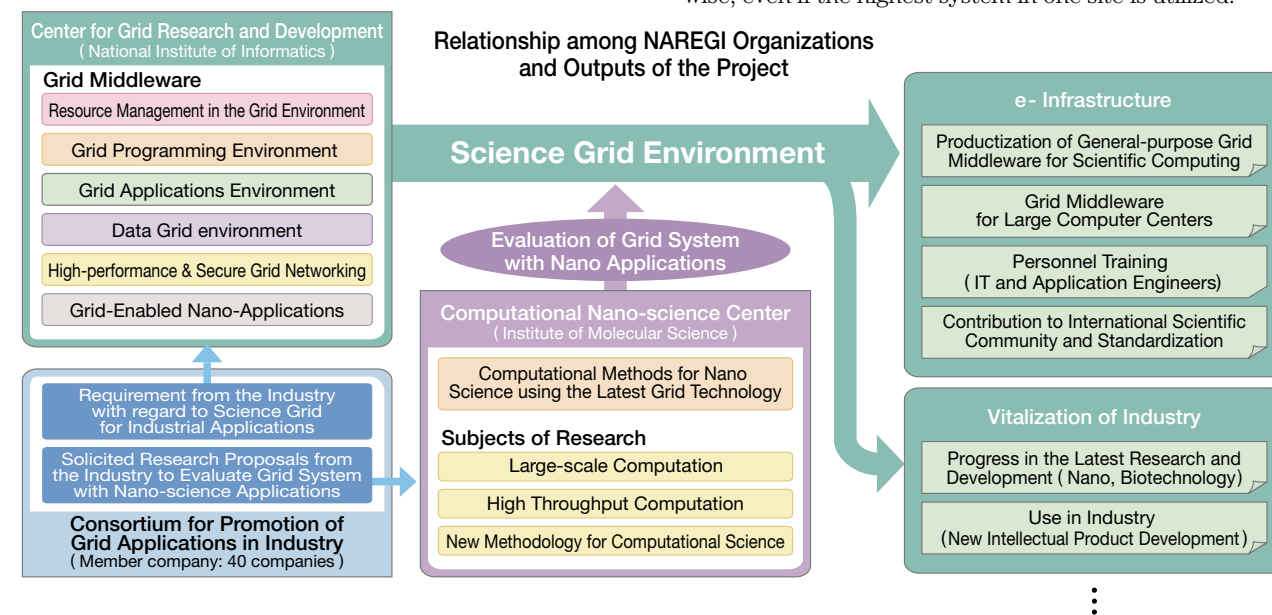 wise, even if the highest system in one site is utilized.
Relationship among NAREGI Organizations
and Outputs of the Project
Center for Grid Research and Development
( National Institute of Informatics )
Grid Middleware
Resource Management in the Grid Environment
Grid Programming Environment
Grid Applications Environment
Data Grid environment
High-performance & Secure Grid Networking
Grid-Enabled Nano-Applications
Requirement from the Industry
with regard to Science Grid
for Industrial Applications
Solicited Research Proposals from
the Industry to Evaluate Grid System
with Nano-science Applications
Consortium for Promotion of
Grid Applications in Industry
( Member company: 40 companies )
Science Grid Environment
Evaluation of Grid System
with Nano Applications
Computational Nano-science Center
( Institute of Molecular Science )
Computational Methods for Nano
Science using the Latest Grid Technology
Subjects of Research
Large-scale Computation
High Throughput Computation
New Methodology for Computational Science
e- Infrastructure
Productization of General-purpose Grid
Middleware for Scientific Computing
Grid Middleware
for Large Computer Centers
Personnel Training
( IT and Application Engineers)
Contribution to International Scientific
Community and Standardization
Vitalization of Industry
Progress in the Latest Research and
Development ( Nano, Biotechnology)
Use in Industry
(New Intellectual Product Development)